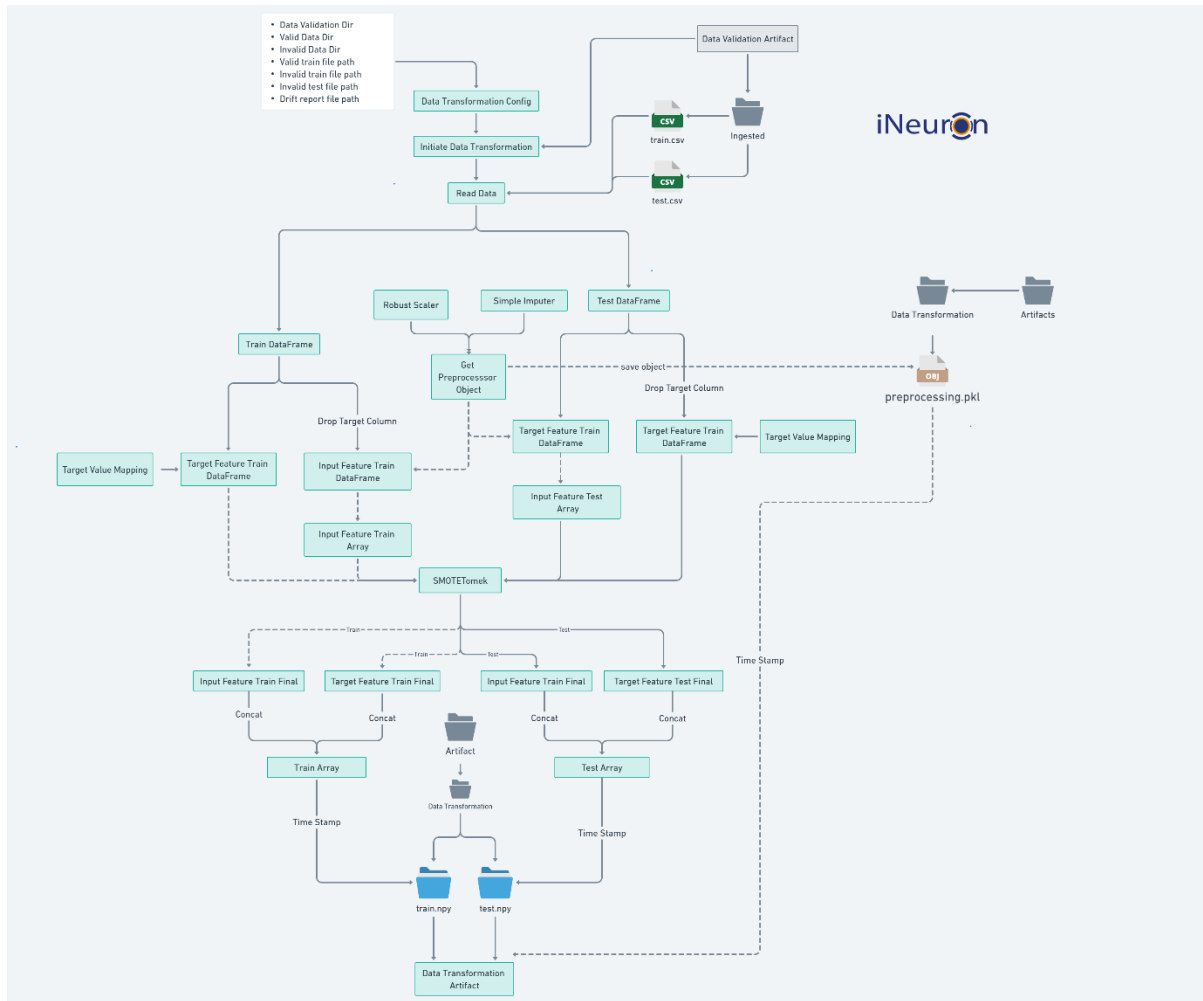 • Data Validation Dir
• Valid Data Dir
• Invalid Data Dir
• Valid train file path
• Invalid train file path
• Invalid test file path
• Drift report file path
Data Validation Artifact
Data Transformation Config
CSV
train.csv
Ingested
iNeuron
Initiate Data Transformation
CSV
test.csv
Read Data
Robust Scaler
Simple Imputer
Test DataFrame
Data Transformation
Artifacts
Train DataFrame
Get
Preprocesssor
Object
save object
OBJ
preprocessing.pkl
Drop Target Column
Drop Target Column
Target Feature Train
DataFrame
Target Feature Train
DataFrame
Target Value Mapping
Target Value Mapping
Target Feature Train
DataFrame
Input Feature Train
DataFrame
Input Feature Test
Array
Input Feature Train
Array
SMOTETomek
Train
Test
Train
Test
Time Stamp
Input Feature Train Final
Target Feature Train Final
Input Feature Train Final
Target Feature Test Final
Concat
Concat
Concat
Concat
Artifact
Train Array
Test Array
Data Transformation
Time Stamp
Time Stamp
train.npy
test.npy
Data Transformation
Artifact